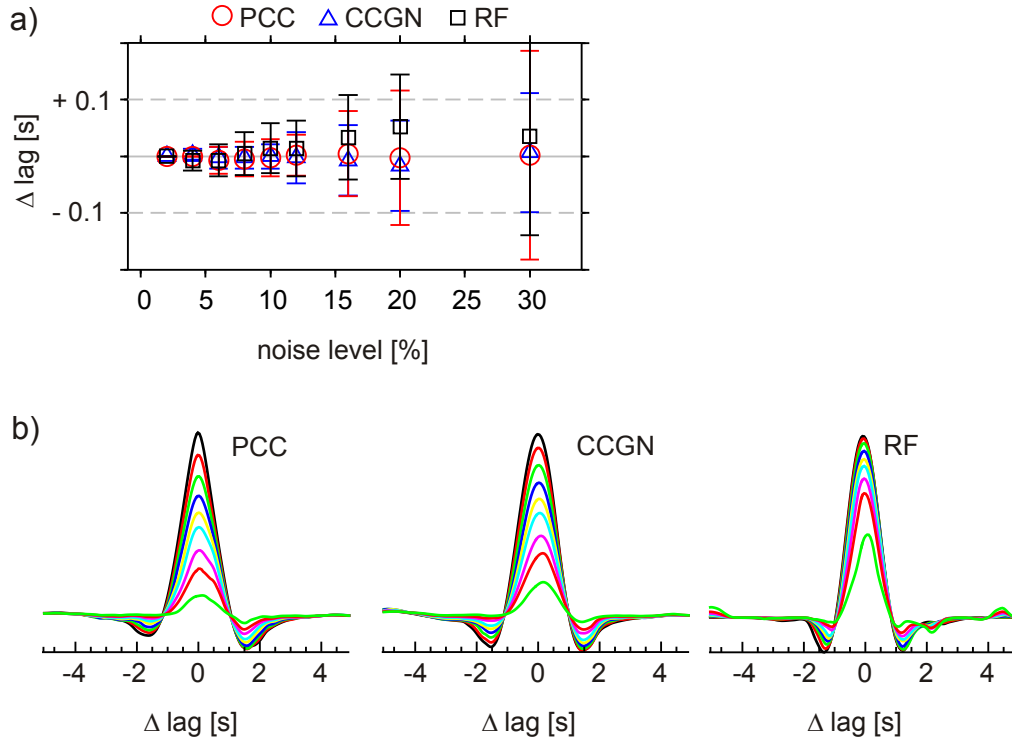 a)
PCC CCGN RF
+ 0.1
- 0.1
Δ lag [s]
0 5 10 15 20 25 30
noise level [%]
b)
PCC CCGN RF
-4 -2 0 2 4 -4 -2 0 2 4 -4 -2 0 2 4
Δ lag [s] Δ lag [s] Δ lag [s]